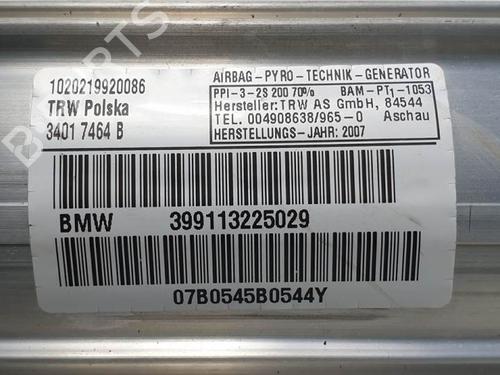 1020219920086
TRW Polska
3401 7464 B
AIRBAG-PYRO-TECHNIK-GENERATOR
PPI-3-2S 200 70% BAM-PT1-1053
Hersteller:TRW AS GmbH, 84544
TEL. 004908638/965-0 Aschau
HERSTELLUNGS-JAHR: 2007
BMW 399113225029
07B0545B0544Y